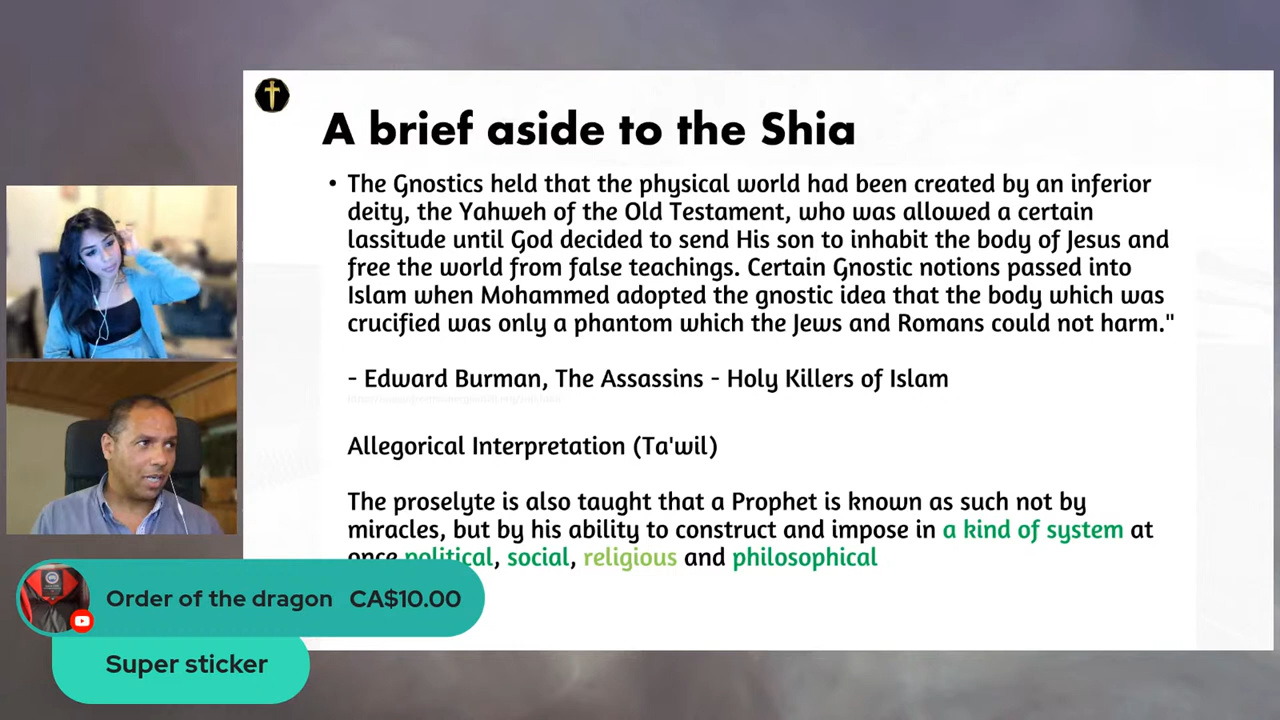 A brief aside to the Shia
• The Gnostics held that the physical world had been created by an inferior
deity, the Yahweh of the Old Testament, who was allowed a certain
lassitude until God decided to send His son to inhabit the body of Jesus and
free the world from false teachings. Certain Gnostic notions passed into
Islam when Mohammed adopted the gnostic idea that the body which was
crucified was only a phantom which the Jews and Romans could not harm."
- Edward Burman, The Assassins - Holy Killers of Islam
Allegorical Interpretation (Ta'wil)
The proselyte is also taught that a Prophet is known as such not by
miracles, but by his ability to construct and impose in a kind of system at
once political, social, religious and philosophical
Order of the dragon CA$10.00
Super sticker